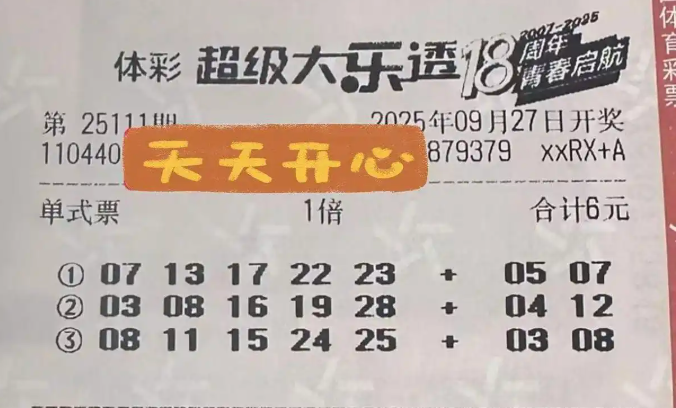 2007-2025
体彩 超级大乐透 18 周年 青春启航
第 25111期 2025年09月27日开奖
110440 天天开心 879379 xxRX+A
单式票 1倍 合计6元
① 07 13 17 22 23 + 05 07
② 03 08 16 19 28 + 04 12
③ 08 11 15 24 25 + 03 08
体育彩票